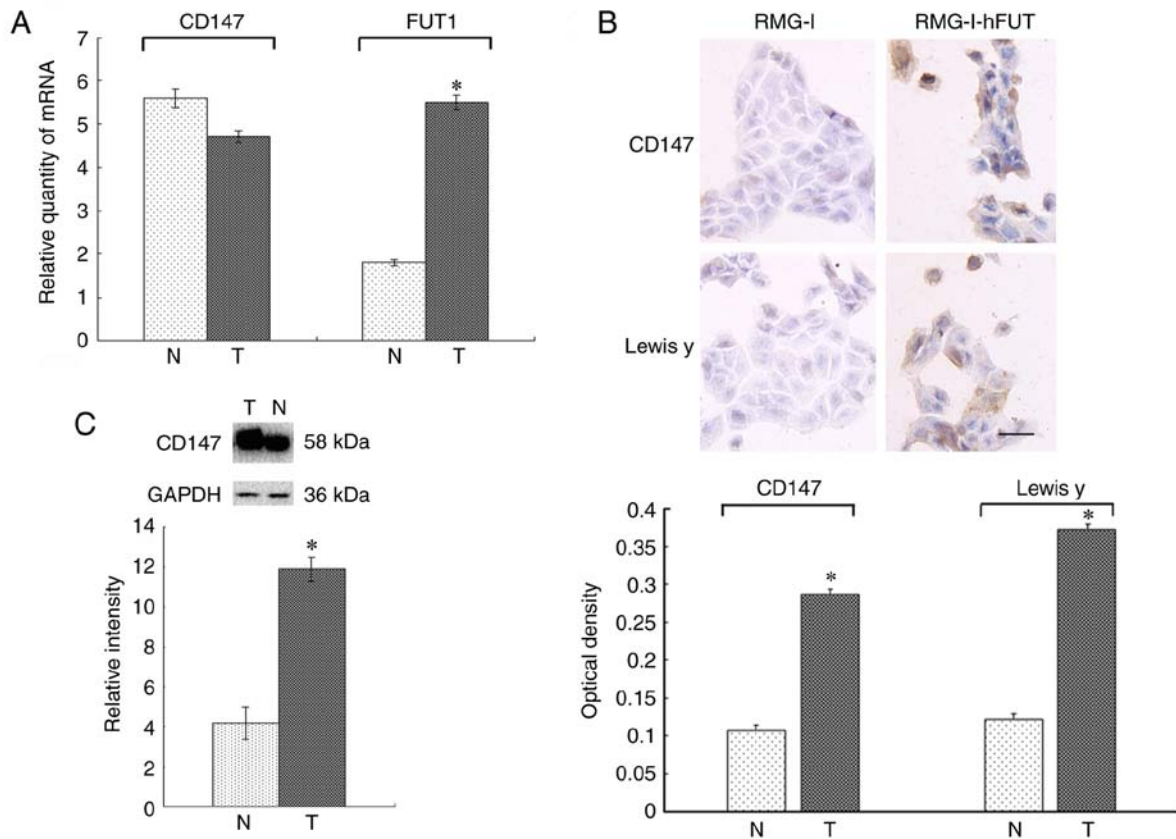 A
CD147 FUT1
Relative quantity of mRNA
7
6
5
4
3
2
1
0
*
N T N T
B
RMG-I RMG-I-hFUT
CD147
Lewis y
CD147 Lewis y
Optical density
0.4
0.35
0.3
0.25
0.2
0.15
0.1
0.05
0
* *
N T N T
C
T N
CD147 58 kDa
GAPDH 36 kDa
Relative intensity
14
12
10
8
6
4
2
0
*
N T